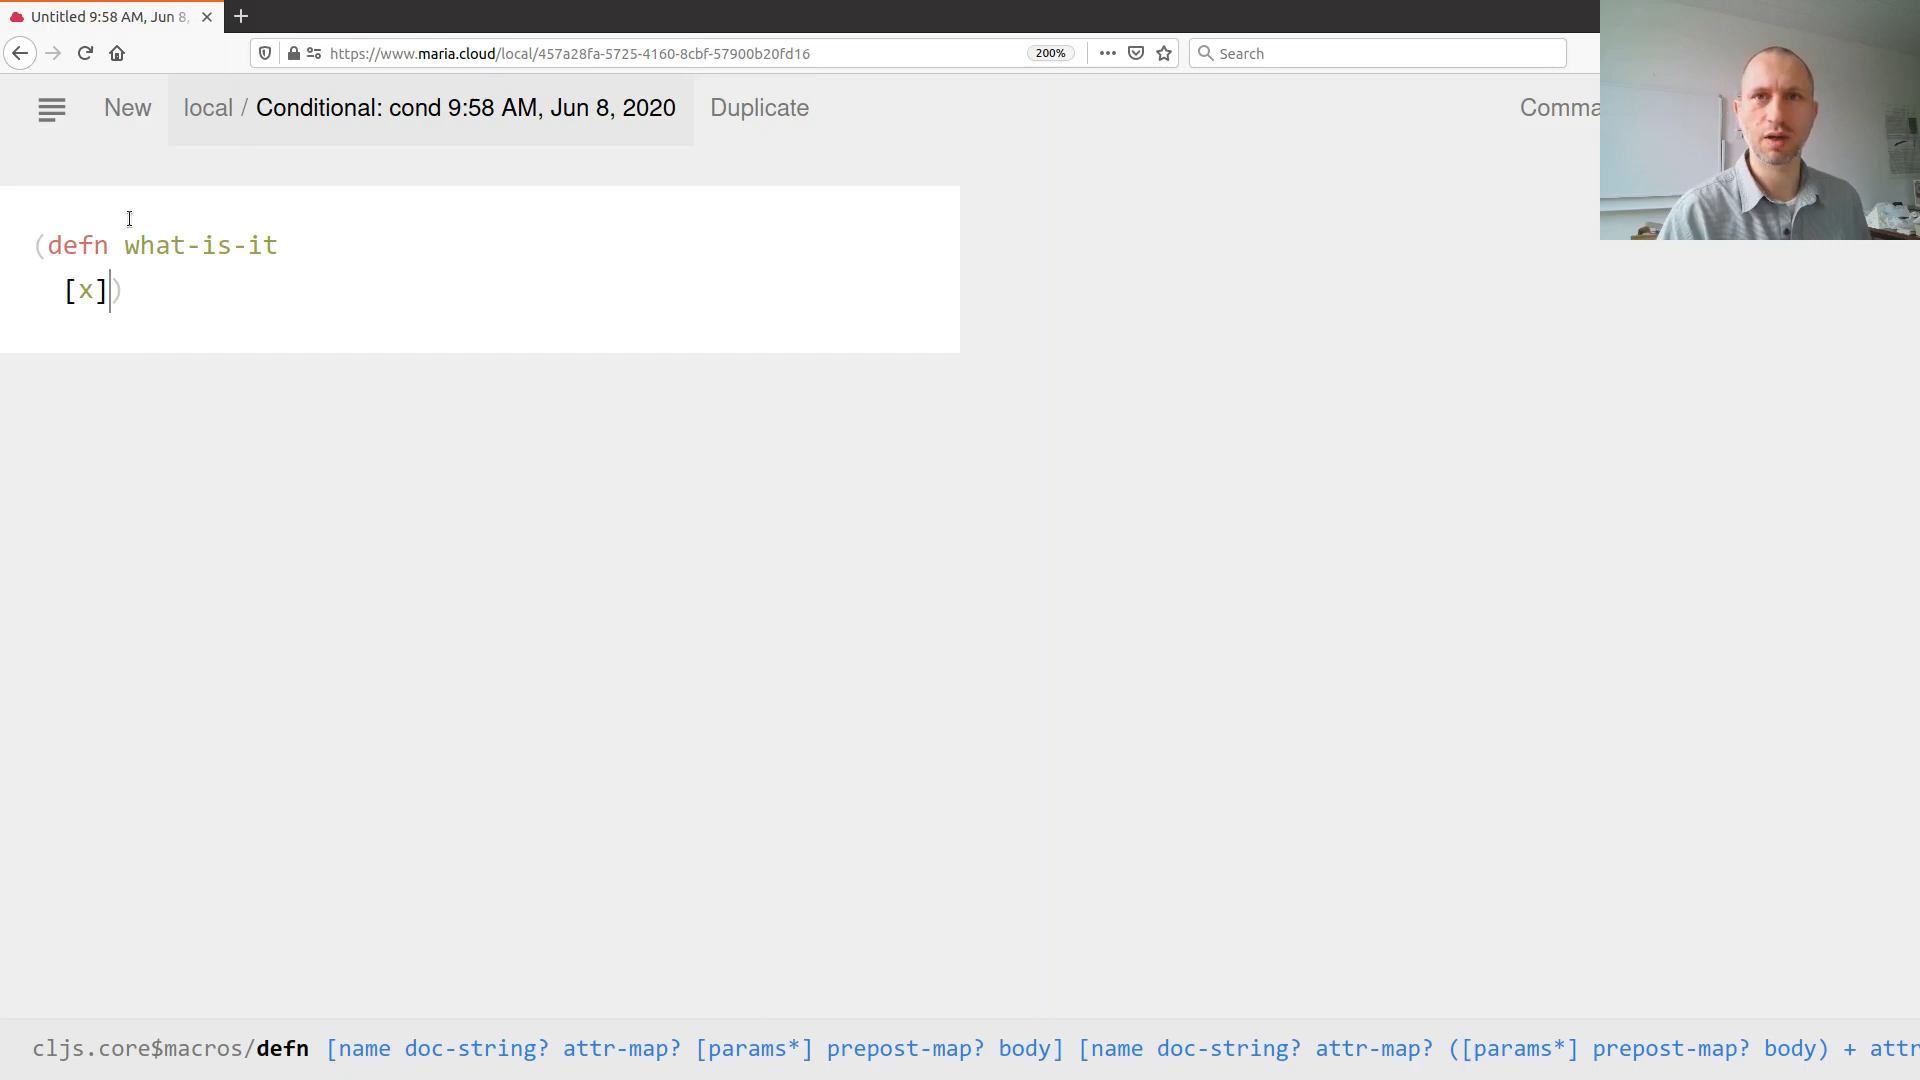 Untitled 9:58 AM, Jun 8,
https://www.maria.cloud/local/457a28fa-5725-4160-8cbf-57900b20fd16
200%
Search
New
local / Conditional: cond 9:58 AM, Jun 8, 2020
Duplicate
Comma
(defn what-is-it
[x])
cljs.core$macros/defn [name doc-string? attr-map? [params*] prepost-map? body] [name doc-string? attr-map? ([params*] prepost-map? body) + attr